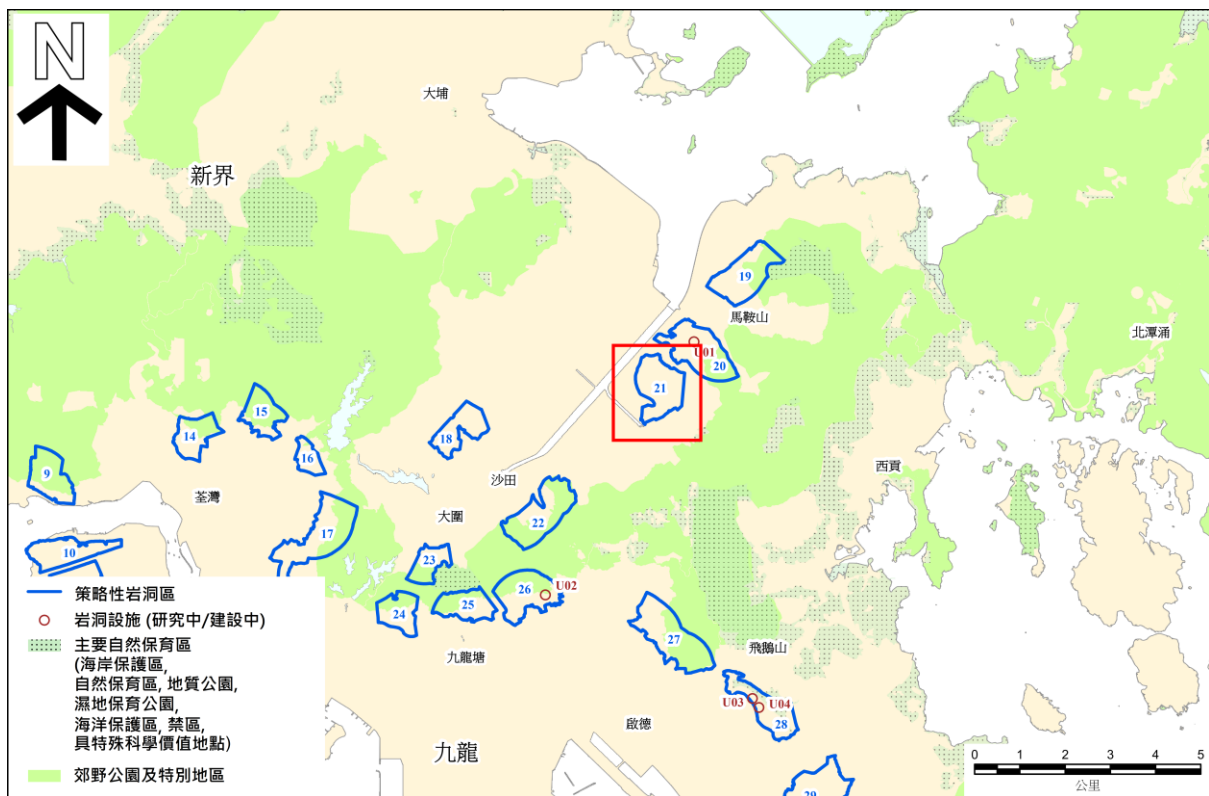 N
大埔
新界
19
馬鞍山
北潭涌
U01
20
21
15
14
18
16
9
西貢
荃灣
沙田
大圍
22
17
10
23
U02
26
25
24
27
九龍塘
飛鵝山
U03
U04
28
啟德
九龍
29
策略性岩洞區
岩洞設施 (研究中/建設中)
主要自然保育區
(海岸保護區,
自然保育區, 地質公園,
濕地保育公園,
海洋保護區, 禁區,
具特殊科學價值地點)
郊野公園及特別地區
0 1 2 3 4 5
公里